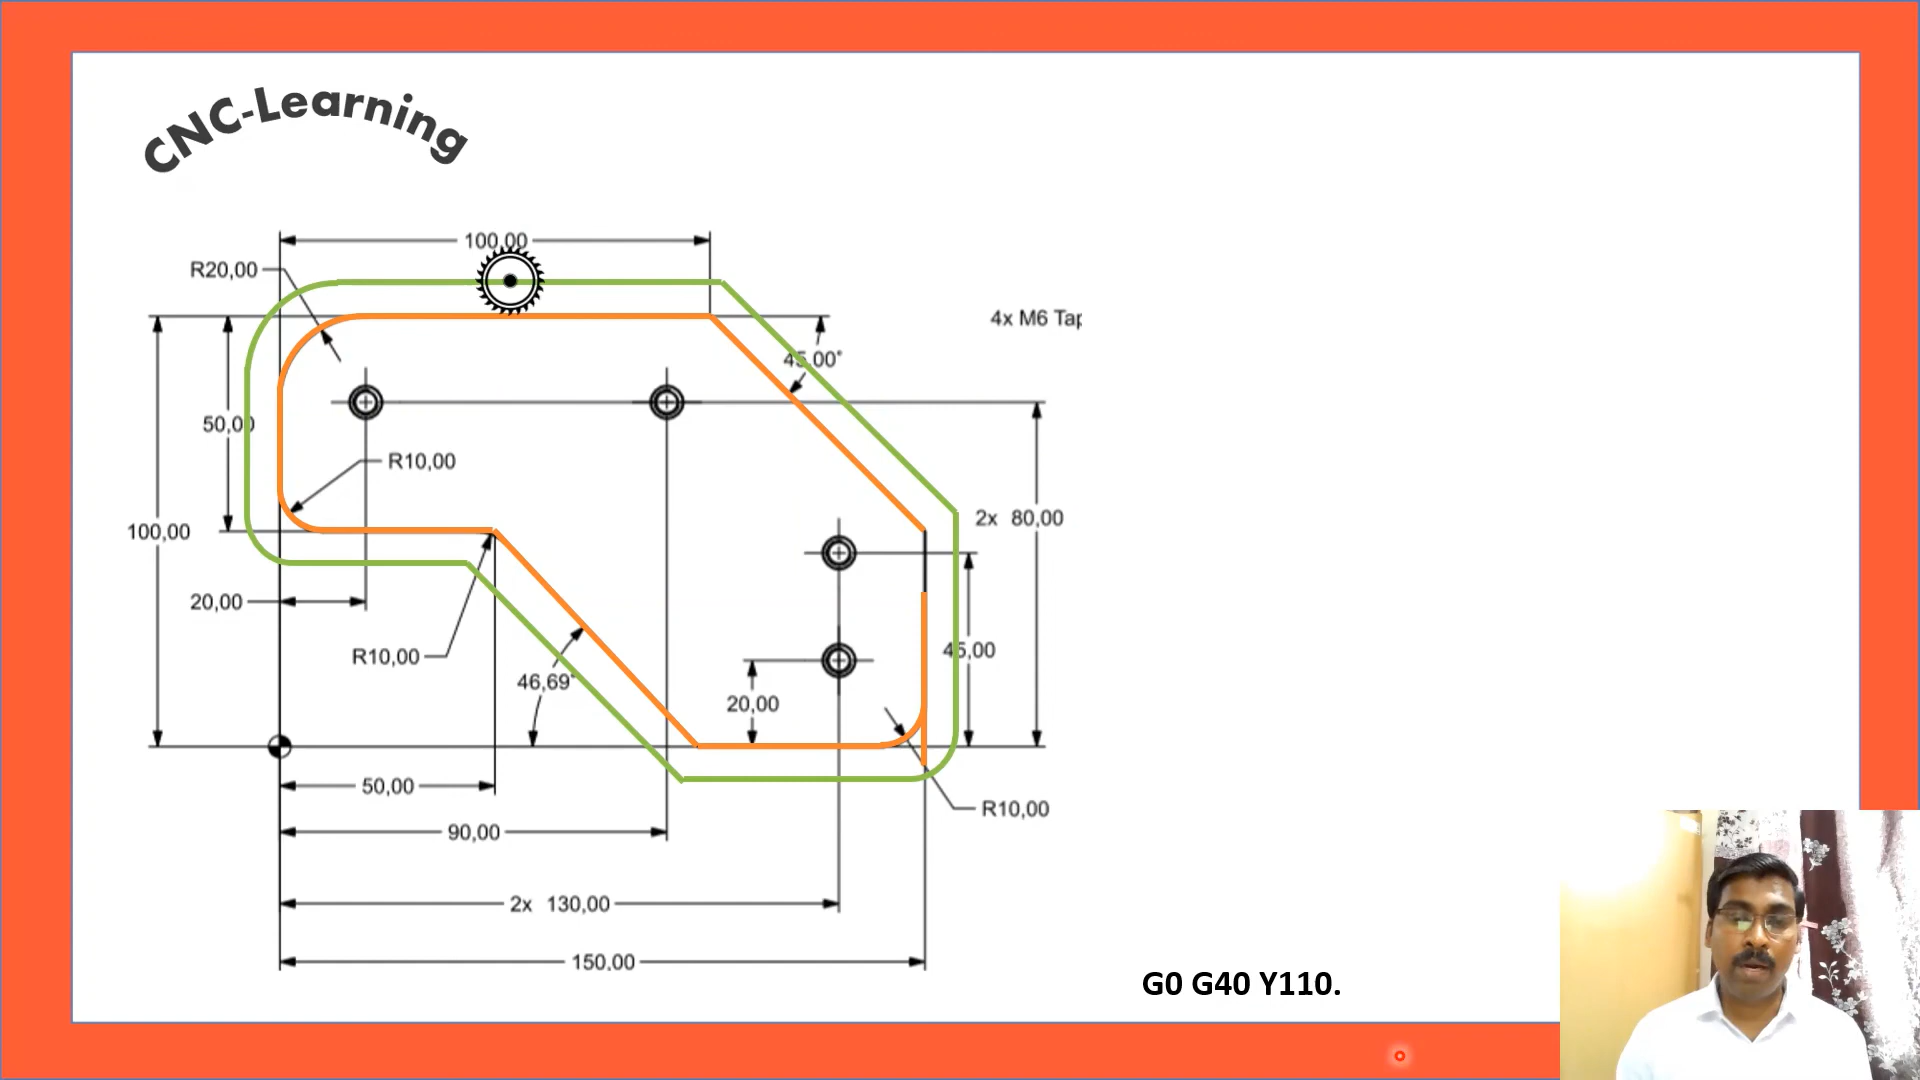 CNC-Learning
100,00
R20,00
4x M6 Tap
45,00°
50,00
R10,00
2x 80,00
100,00
20,00
R10,00
45,00
46,69°
20,00
50,00
R10,00
90,00
2x 130,00
150,00
G0 G40 Y110.